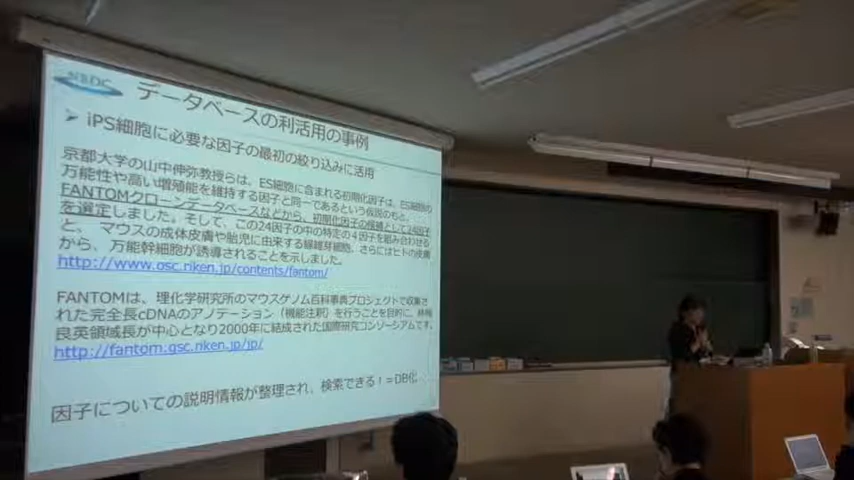 NBDC
データベースの利活用の事例
➢ iPS細胞に必要な因子の最初の絞り込みに活用
京都大学の山中伸弥教授らは、ES細胞に含まれる初期化因子は、ES細胞の
万能性や高い増殖能を維持する因子と同一であるという仮説のもと、
FANTOMクローンデータベースなどから、初期化因子の候補として24因子
を選定しました。そして、この24因子の中の特定の4因子を組み合わせる
と、マウスの成体皮膚や胎児に由来する線維芽細胞、さらにはヒトの皮膚
から、万能幹細胞が誘導されることを示しました。
http://www.osc.riken.jp/contents/fantom/
FANTOMは、理化学研究所のマウスゲノム百科事典プロジェクトで収集さ
れた完全長cDNAのアノテーション（機能注釈）を行うことを目的に、林崎
良英領域長が中心となり2000年に結成された国際研究コンソーシアムです。
http://fantom.gsc.riken.jp/jp/
因子についての説明情報が整理され、検索できる！＝DB化